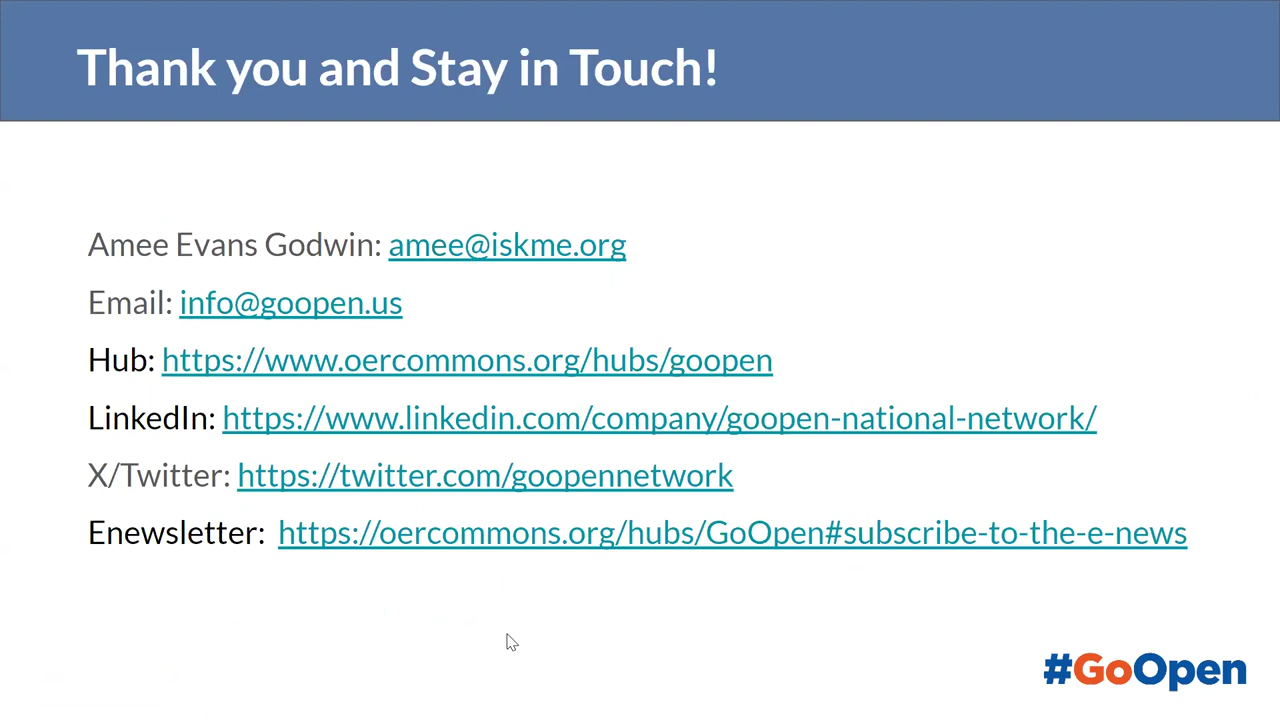 Thank you and Stay in Touch!
Amee Evans Godwin: amee@iskme.org
Email: info@goopen.us
Hub: https://www.oercommons.org/hubs/goopen
LinkedIn: https://www.linkedin.com/company/goopen-national-network/
X/Twitter: https://twitter.com/goopennetwork
Enewsletter: https://oercommons.org/hubs/GoOpen#subscribe-to-the-e-news
#GoOpen